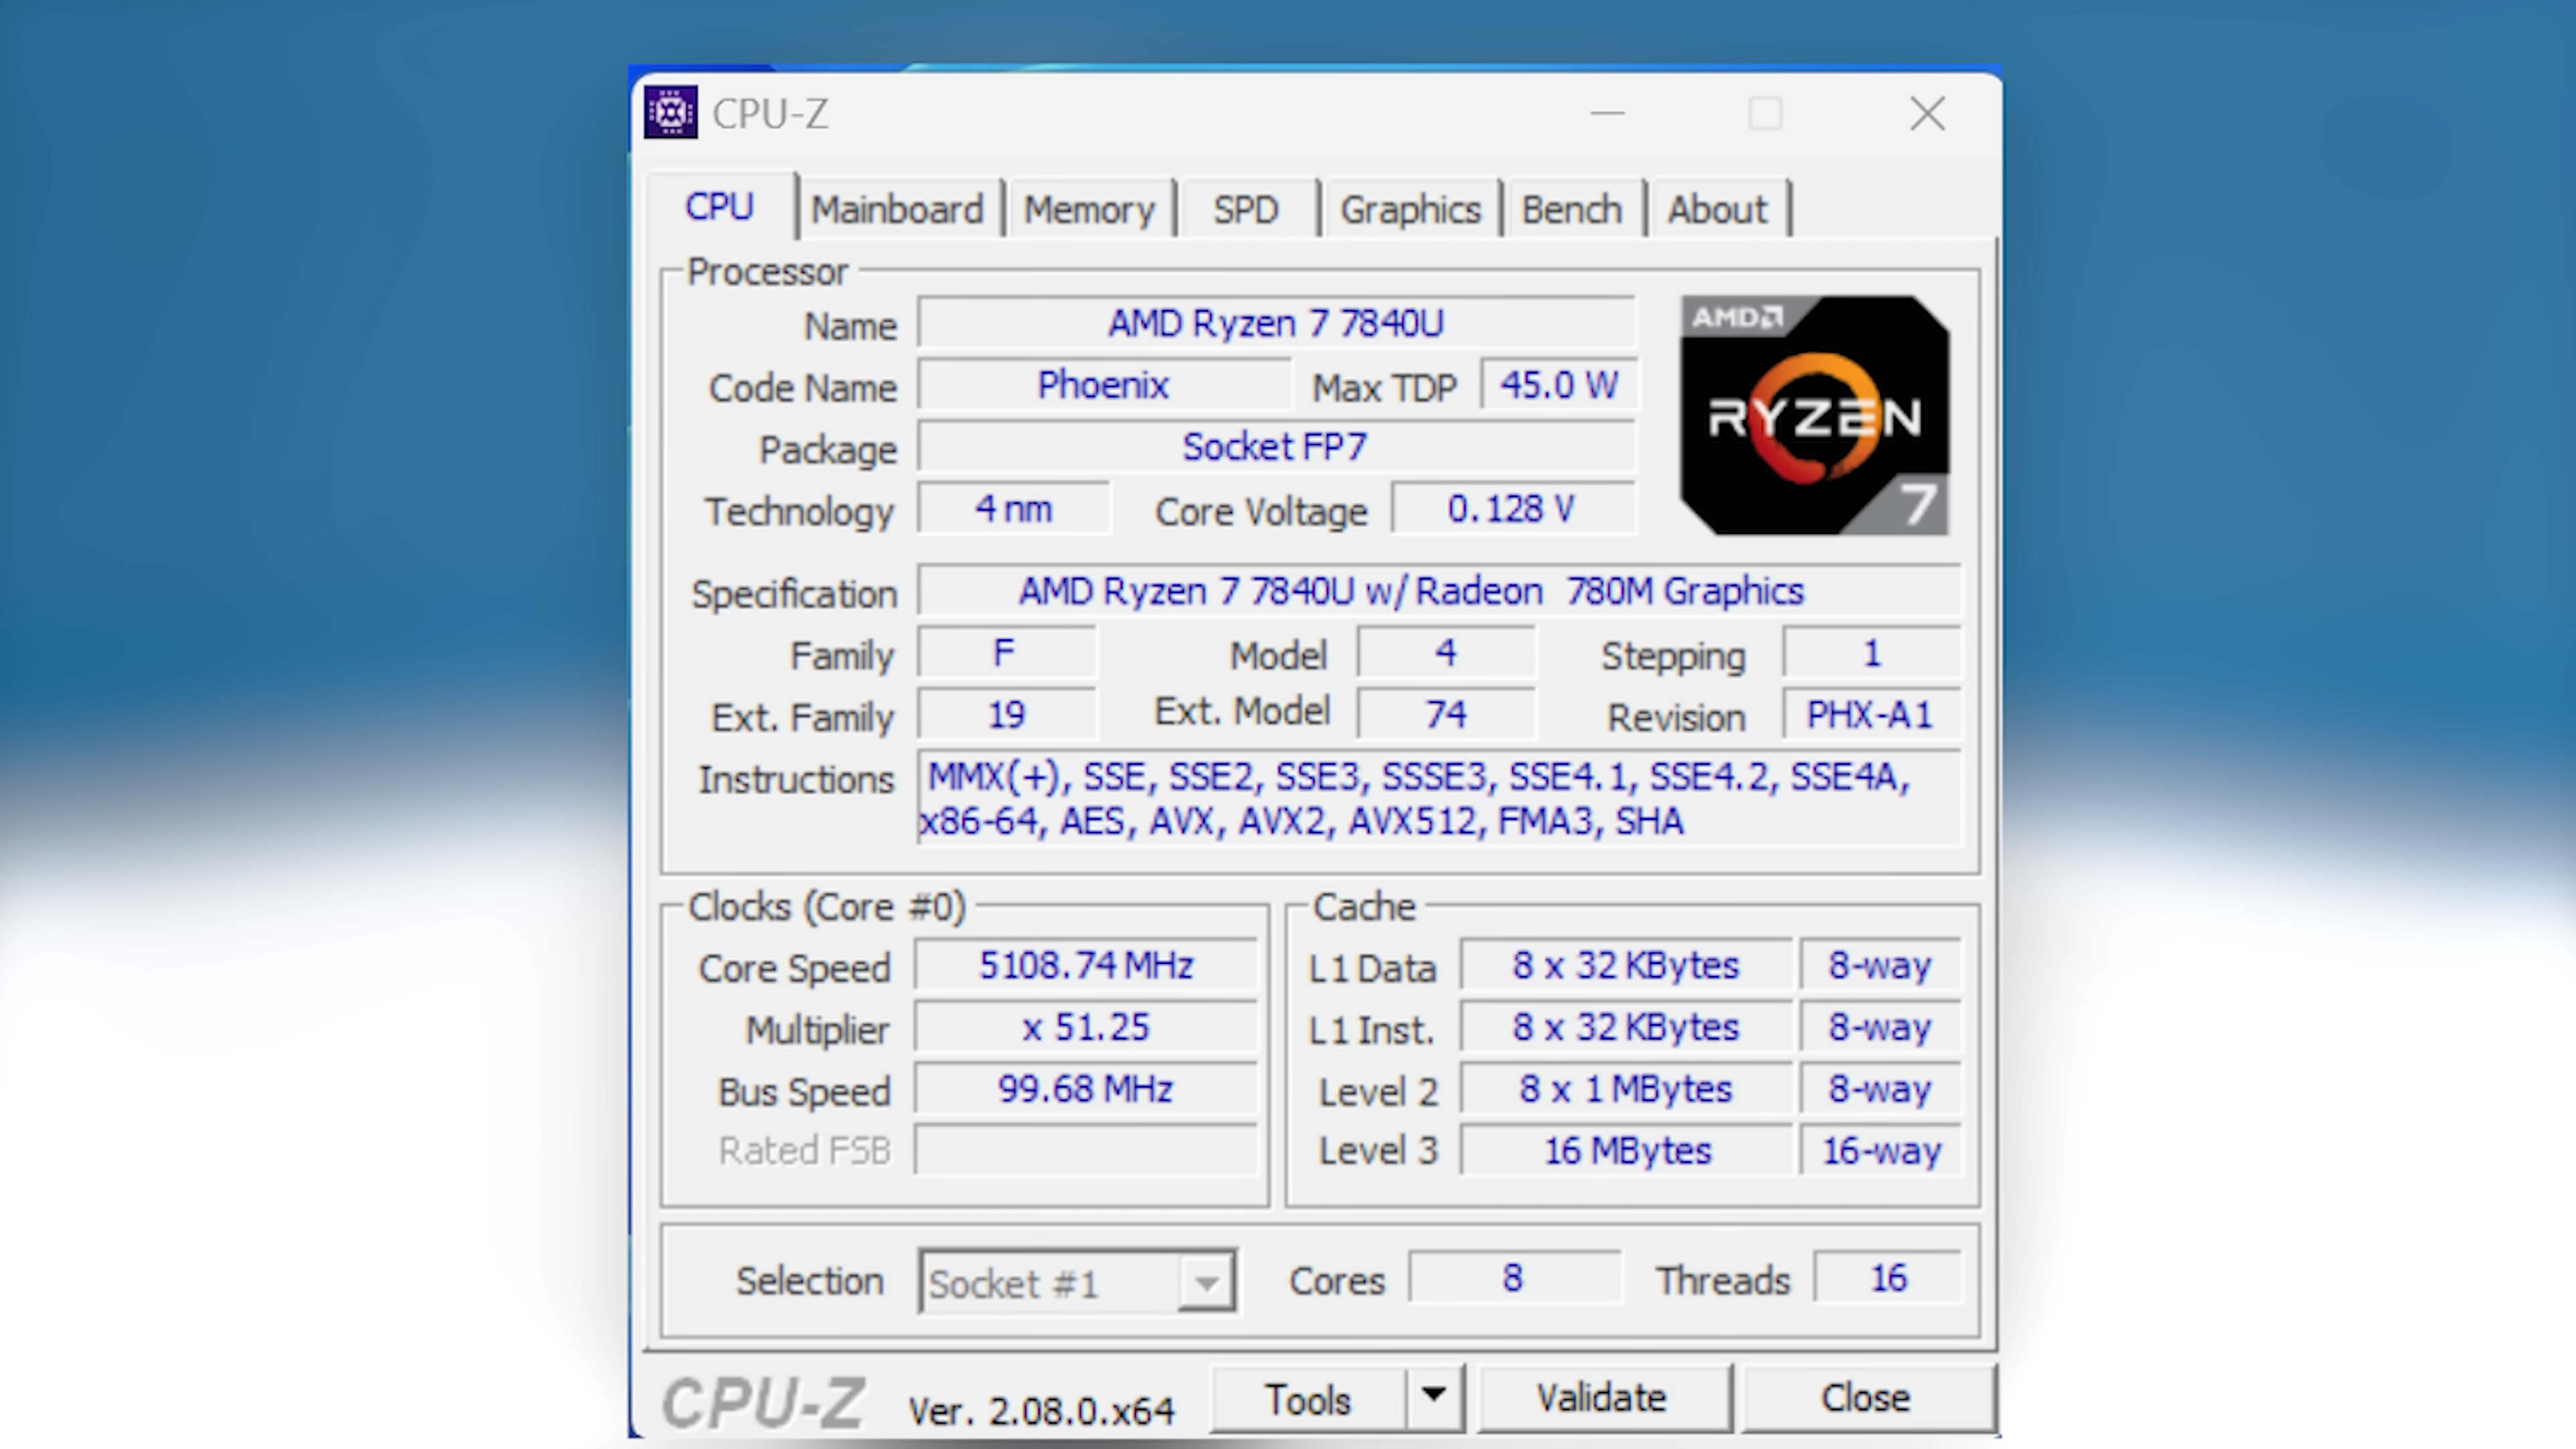 CPU-Z
CPU Mainboard Memory SPD Graphics Bench About
Processor
Name AMD Ryzen 7 7840U
Code Name Phoenix Max TDP 45.0 W
Package Socket FP7
Technology 4 nm Core Voltage 0.128 V
AMD
RYZEN
7
Specification AMD Ryzen 7 7840U w/ Radeon  780M Graphics
Family F Model 4 Stepping 1
Ext. Family 19 Ext. Model 74 Revision PHX-A1
Instructions MMX(+), SSE, SSE2, SSE3, SSSE3, SSE4.1, SSE4.2, SSE4A,
x86-64, AES, AVX, AVX2, AVX512, FMA3, SHA
Clocks (Core #0)
Core Speed 5108.74 MHz
Multiplier x 51.25
Bus Speed 99.68 MHz
Rated FSB
Cache
L1 Data 8 x 32 KBytes 8-way
L1 Inst. 8 x 32 KBytes 8-way
Level 2 8 x 1 MBytes 8-way
Level 3 16 MBytes 16-way
Selection Socket #1 Cores 8 Threads 16
CPU-Z Ver. 2.08.0.x64 Tools Validate Close